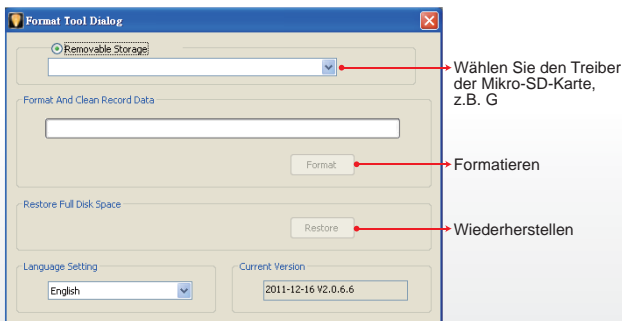 Format Tool Dialog
Removable Storage
Wählen Sie den Treiber
der Mikro-SD-Karte,
z.B. G
Format And Clean Record Data
Format
Formatieren
Restore Full Disk Space
Restore
Wiederherstellen
Language Setting
Current Version
English
2011-12-16 V2.0.6.6